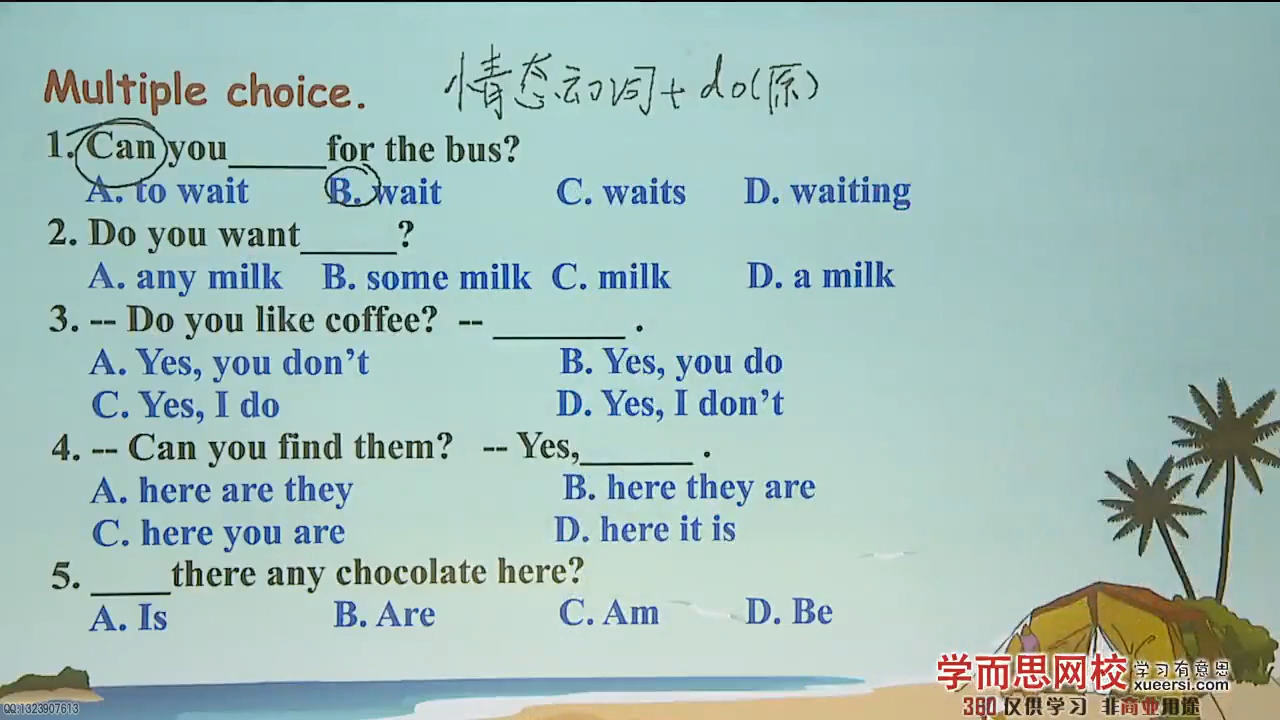 Multiple choice.
情态动词+do(原)
1. Can you_____for the bus?
A. to wait B. wait C. waits D. waiting
2. Do you want_____?
A. any milk B. some milk C. milk D. a milk
3. -- Do you like coffee? -- _______ .
A. Yes, you don't B. Yes, you do
C. Yes, I do D. Yes, I don't
4. -- Can you find them? -- Yes,______ .
A. here are they B. here they are
C. here you are D. here it is
5. ____there any chocolate here?
A. Is B. Are C. Am D. Be
学而思网校 学习有意思
xueersi.com
360 仅供学习 非商业用途
QQ:1323907613